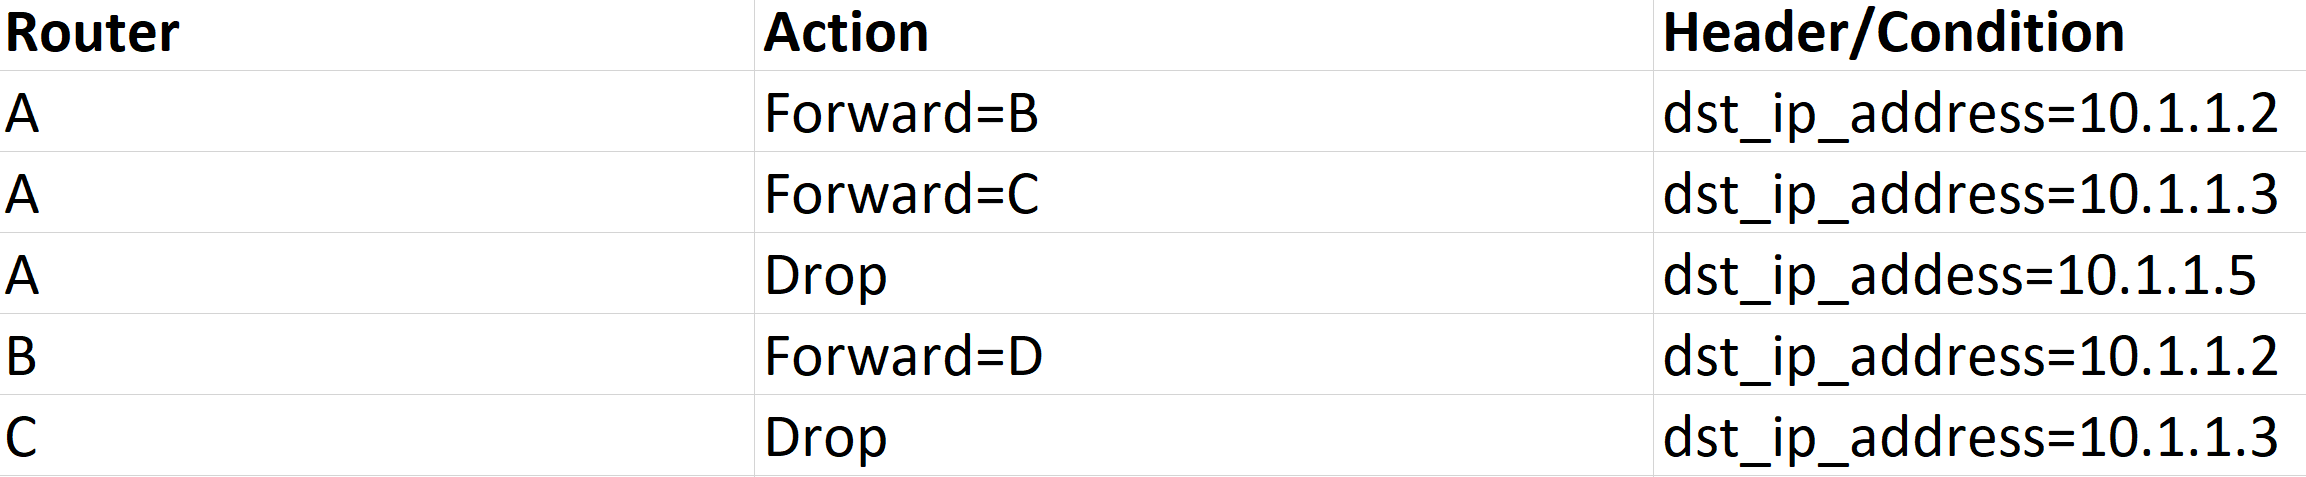 Router Action Header/Condition
A Forward=B dst_ip_address=10.1.1.2
A Forward=C dst_ip_address=10.1.1.3
A Drop dst_ip_addess=10.1.1.5
B Forward=D dst_ip_address=10.1.1.2
C Drop dst_ip_address=10.1.1.3